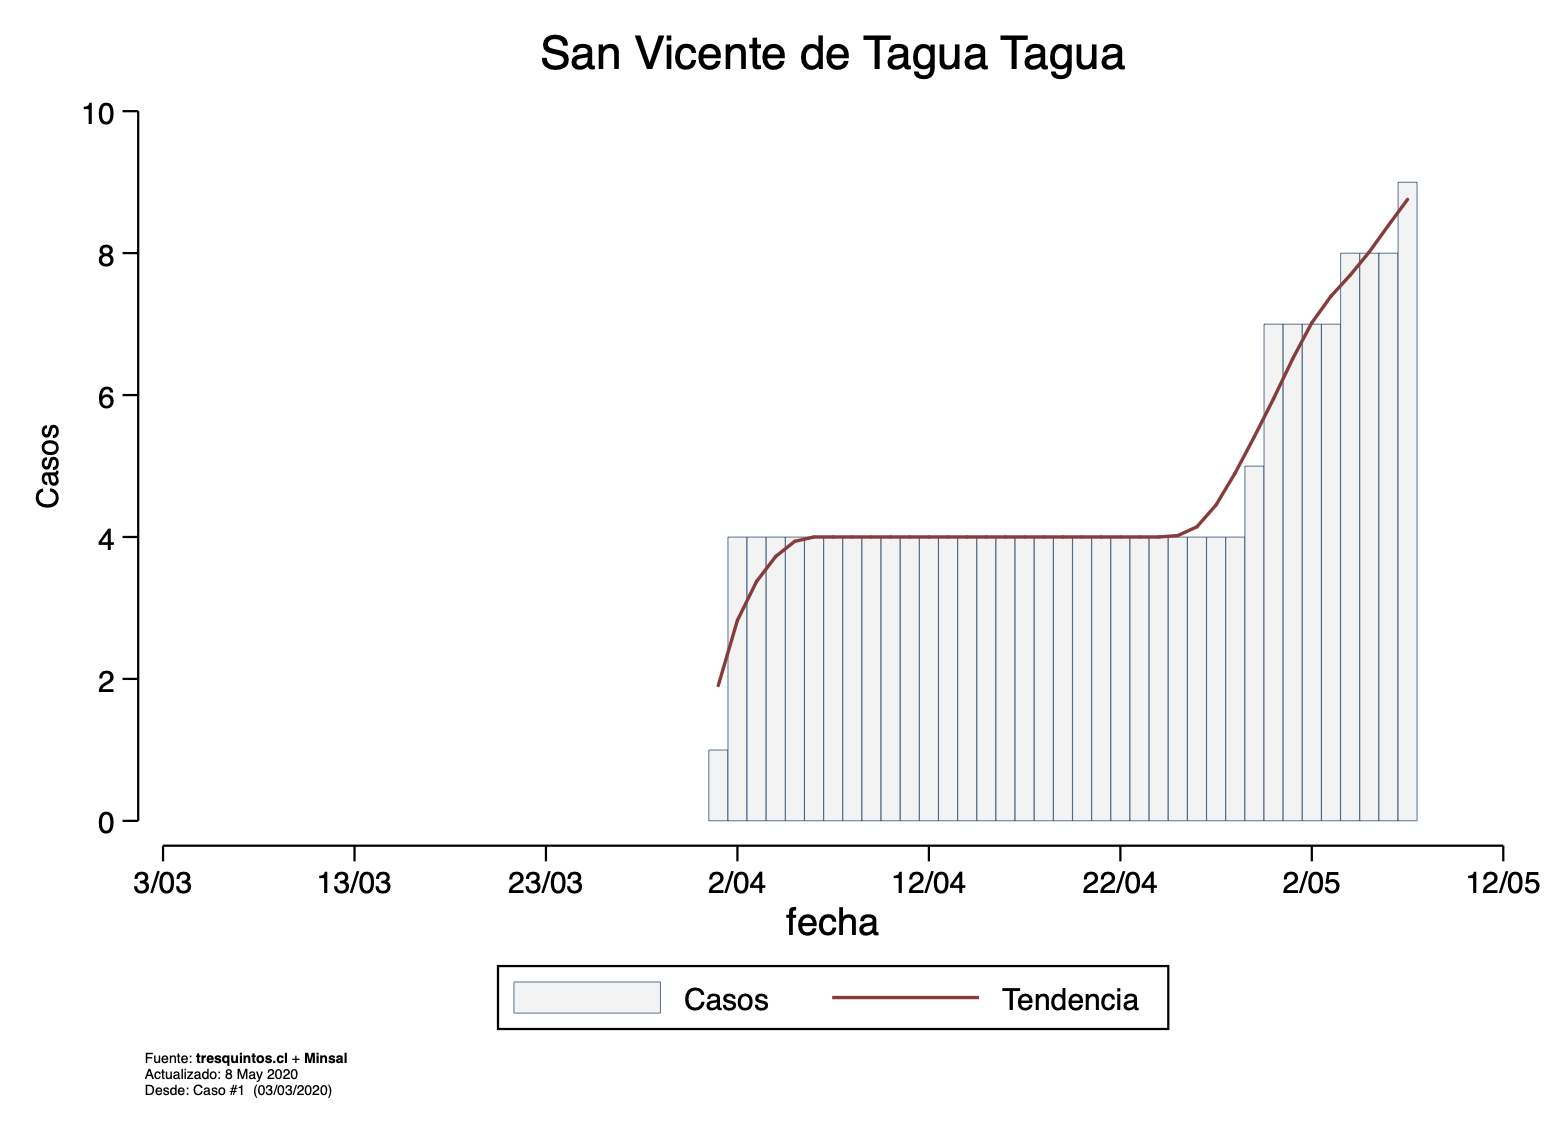 San Vicente de Tagua Tagua
10
8
6
4
2
0
Casos
3/03 13/03 23/03 2/04 12/04 22/04 2/05 12/05
fecha
Casos Tendencia
Fuente: tresquintos.cl + Minsal
Actualizado: 8 May 2020
Desde: Caso #1 (03/03/2020)